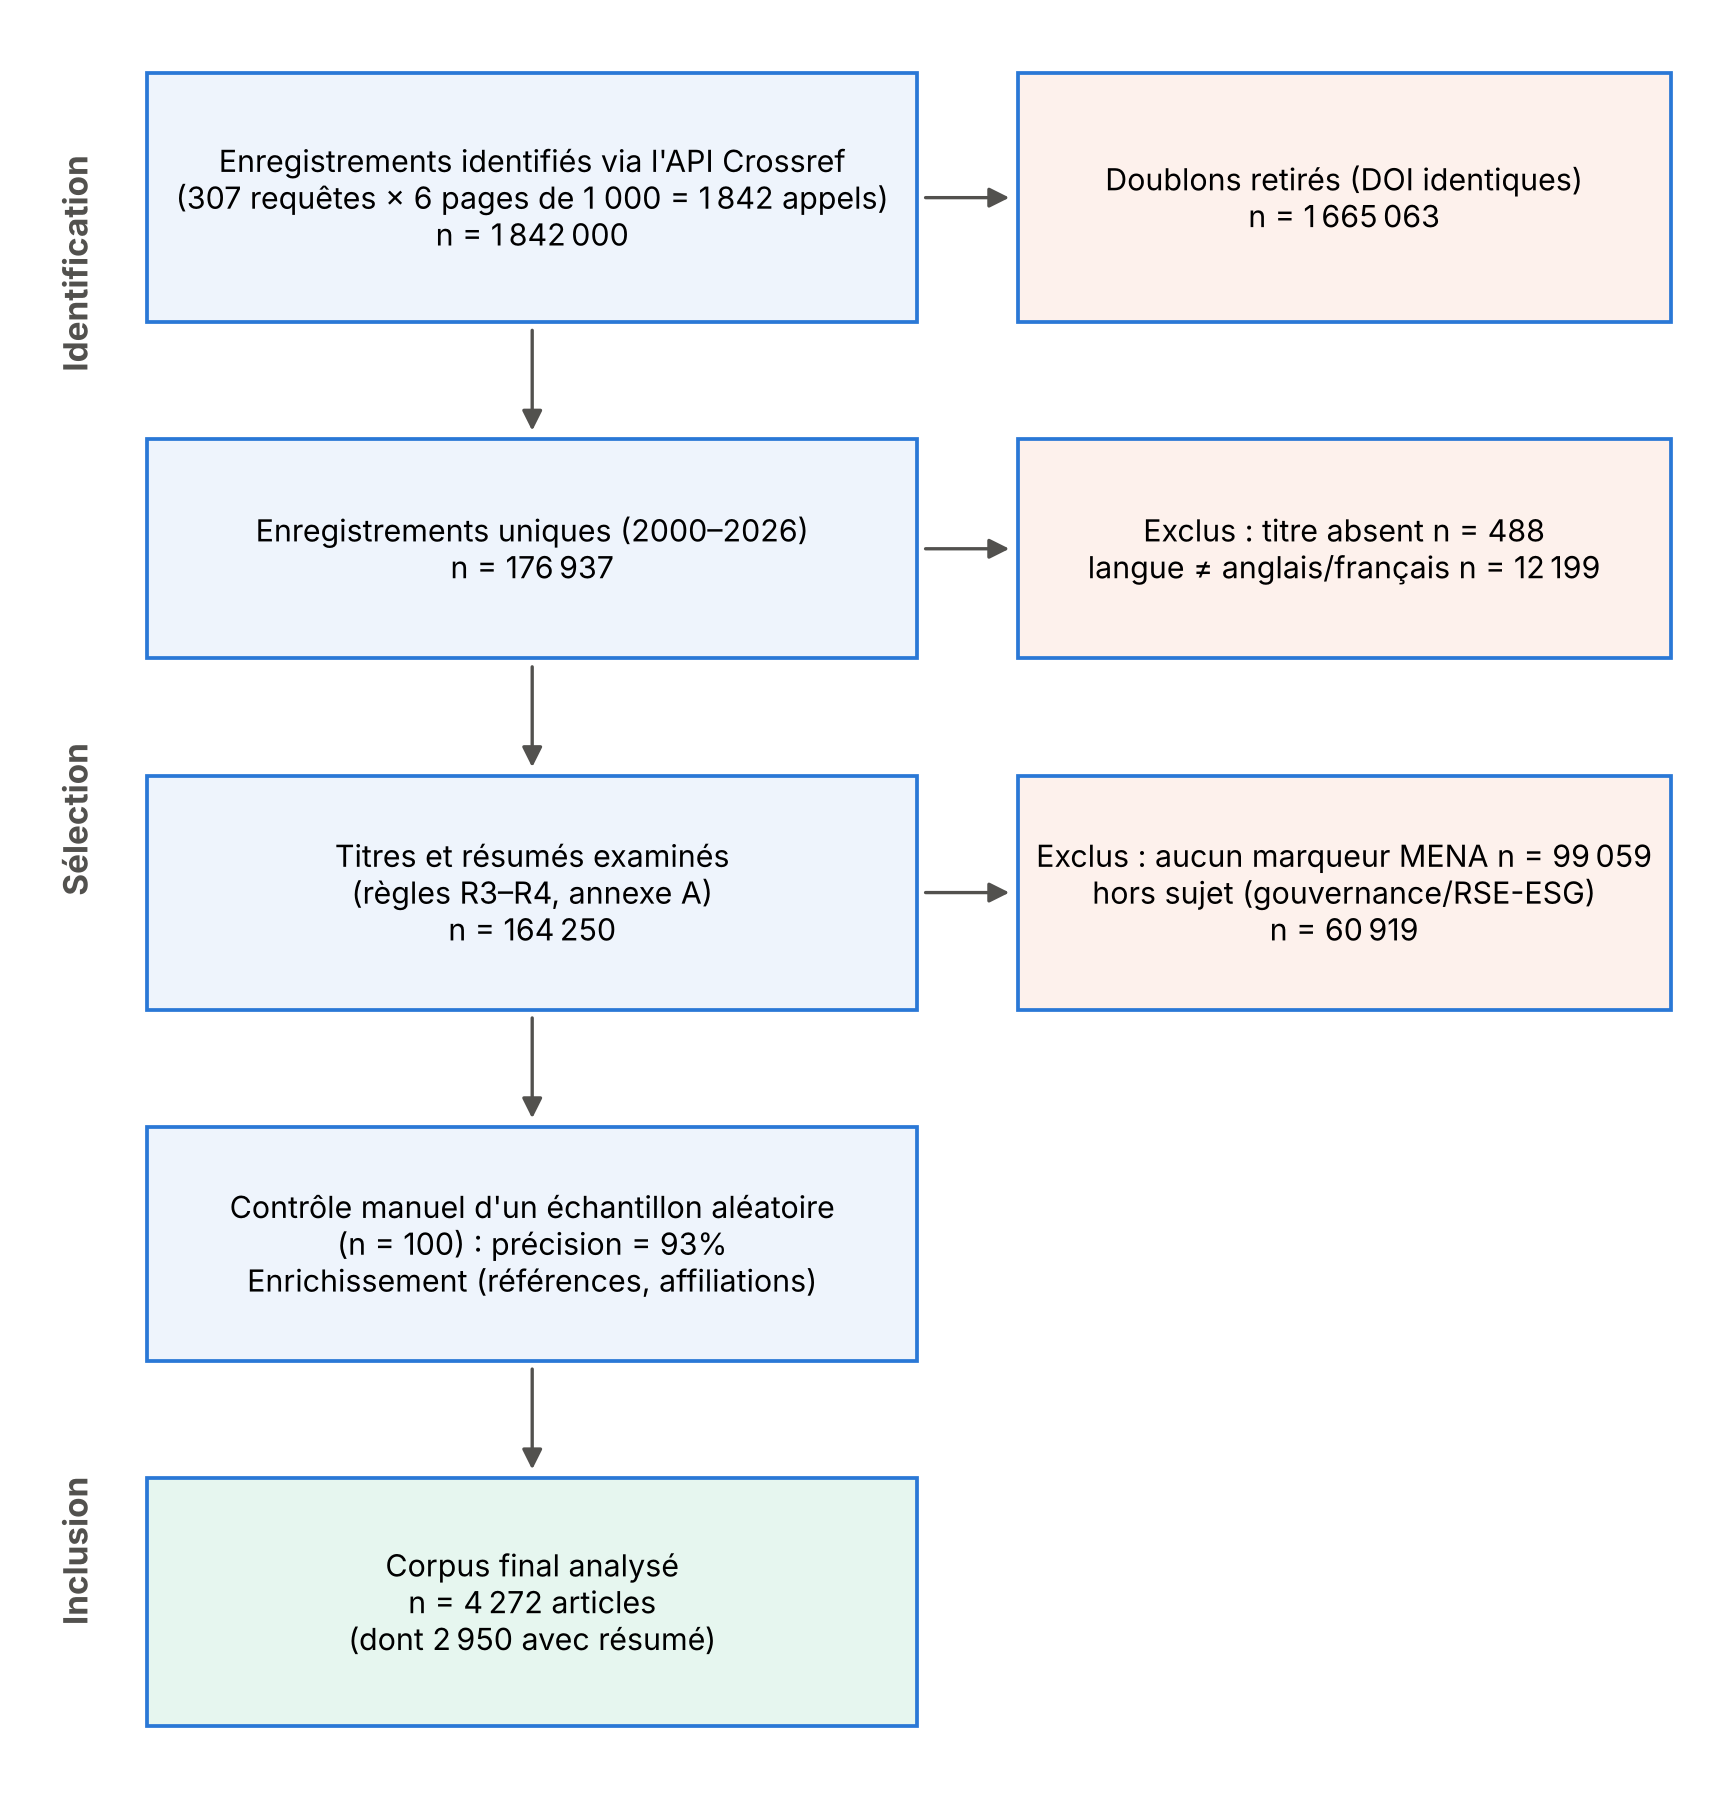 Identification
Enregistrements identifiés via l'API Crossref
(307 requêtes × 6 pages de 1 000 = 1 842 appels)
n = 1 842 000
Doublons retirés (DOI identiques)
n = 1 665 063
Enregistrements uniques (2000–2026)
n = 176 937
Exclus : titre absent n = 488
langue ≠ anglais/français n = 12 199
Sélection
Titres et résumés examinés
(règles R3–R4, annexe A)
n = 164 250
Exclus : aucun marqueur MENA n = 99 059
hors sujet (gouvernance/RSE-ESG)
n = 60 919
Contrôle manuel d'un échantillon aléatoire
(n = 100) : précision = 93%
Enrichissement (références, affiliations)
Inclusion
Corpus final analysé
n = 4 272 articles
(dont 2 950 avec résumé)